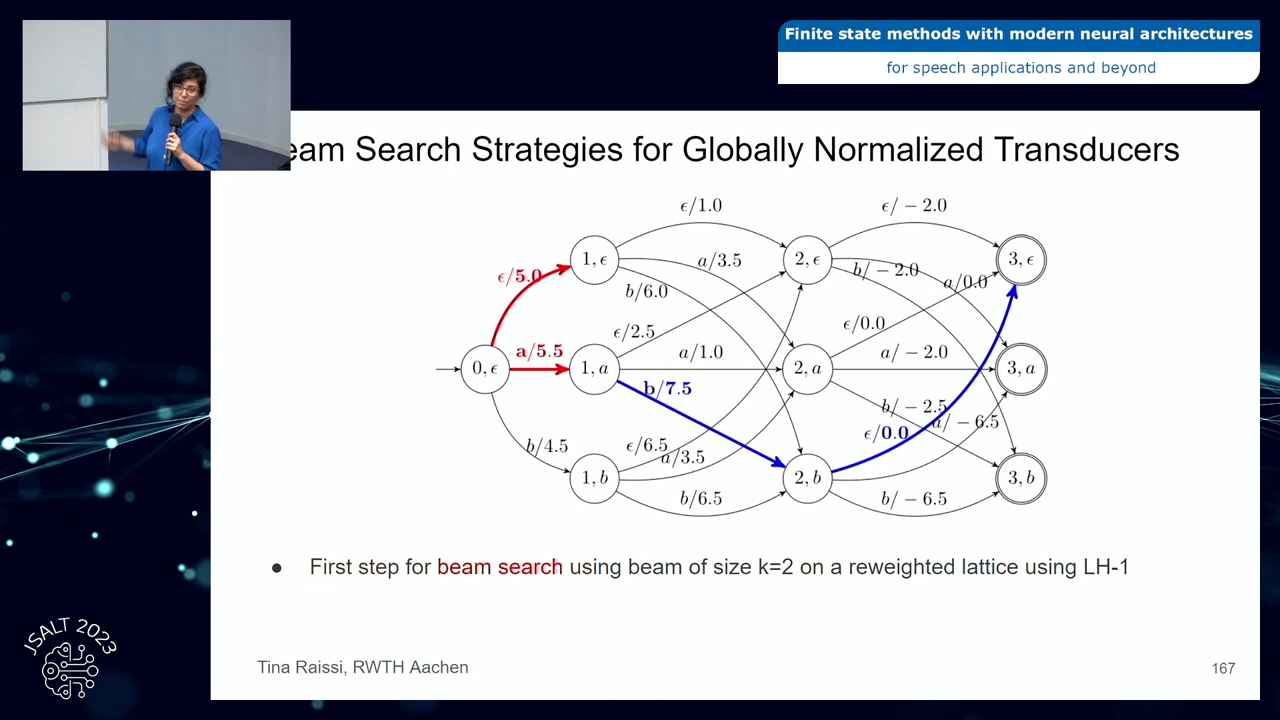 Finite state methods with modern neural architectures
for speech applications and beyond
eam Search Strategies for Globally Normalized Transducers
ϵ/1.0
ϵ/ − 2.0
1, ϵ
2, ϵ
3, ϵ
a/3.5
b/ − 2.0
ϵ/5.0
a/0.0
b/6.0
ϵ/2.5
ϵ/0.0
a/5.5
a/1.0
a/ − 2.0
0, ϵ
1, a
2, a
3, a
b/7.5
b/ − 2.5
a/ − 6.5
ϵ/0.0
b/4.5
ϵ/6.5
a/3.5
1, b
2, b
3, b
b/6.5
b/ − 6.5
● First step for beam search using beam of size k=2 on a reweighted lattice using LH-1
JSALT 2023
Tina Raissi, RWTH Aachen
167